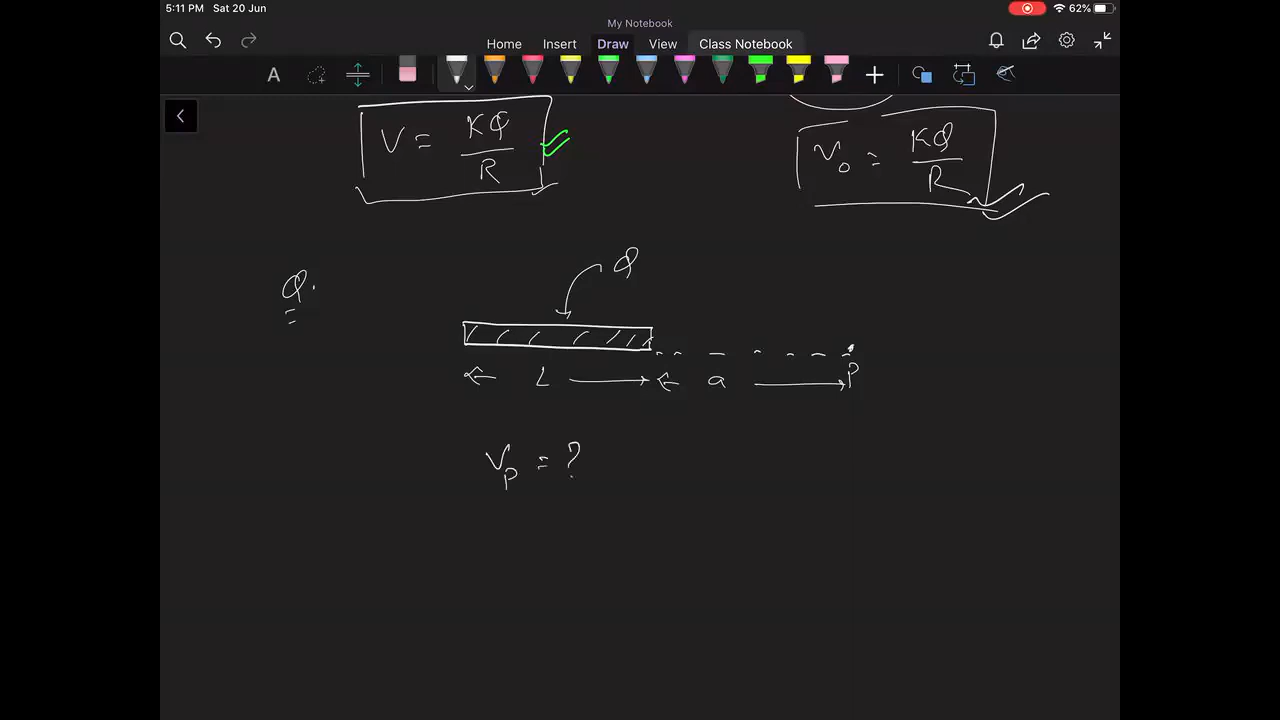 5:11 PM Sat 20 Jun
62%
My Notebook
Home Insert Draw View Class Notebook
A
V = KQ/R
V₀ = KQ/R
Q.
Q
L a P
Vₚ = ?